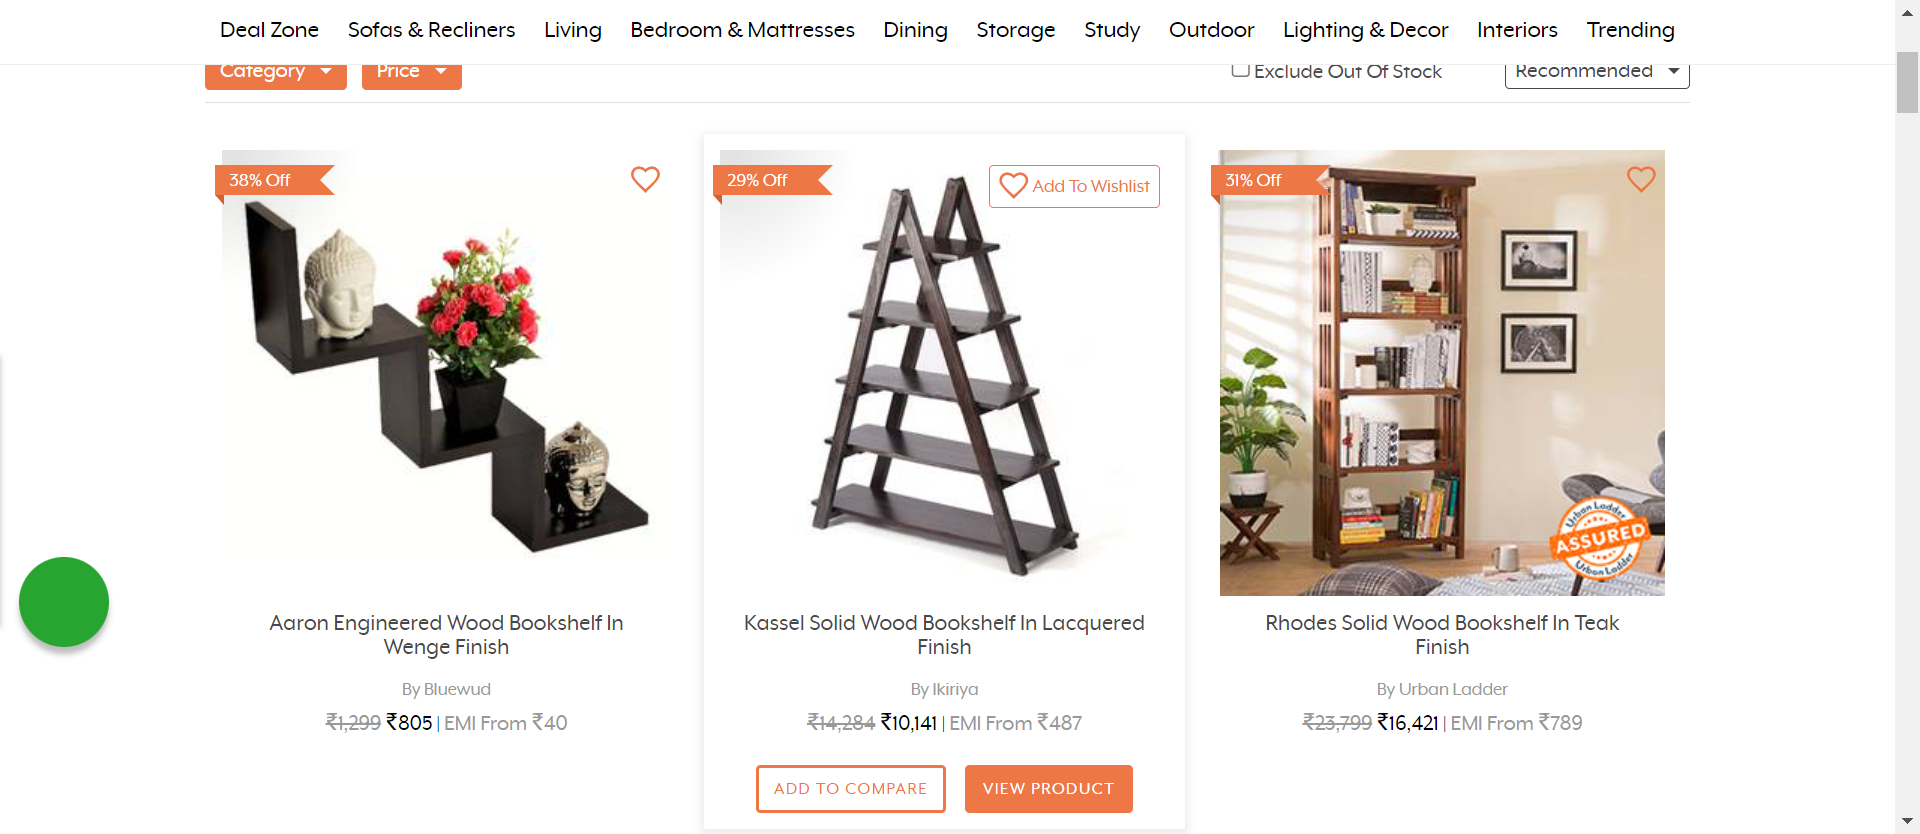 Deal Zone Sofas & Recliners Living Bedroom & Mattresses Dining Storage Study Outdoor Lighting & Decor Interiors Trending
Category Price Exclude Out Of Stock Recommended
38% Off
29% Off
Add To Wishlist
31% Off
Urban Ladder
ASSURED
Urban Ladder
Aaron Engineered Wood Bookshelf In
Wenge Finish
By Bluewud
₹1,299 ₹805 | EMI From ₹40
Kassel Solid Wood Bookshelf In Lacquered
Finish
By Ikiriya
₹14,284 ₹10,141 | EMI From ₹487
ADD TO COMPARE VIEW PRODUCT
Rhodes Solid Wood Bookshelf In Teak
Finish
By Urban Ladder
₹23,799 ₹16,421 | EMI From ₹789